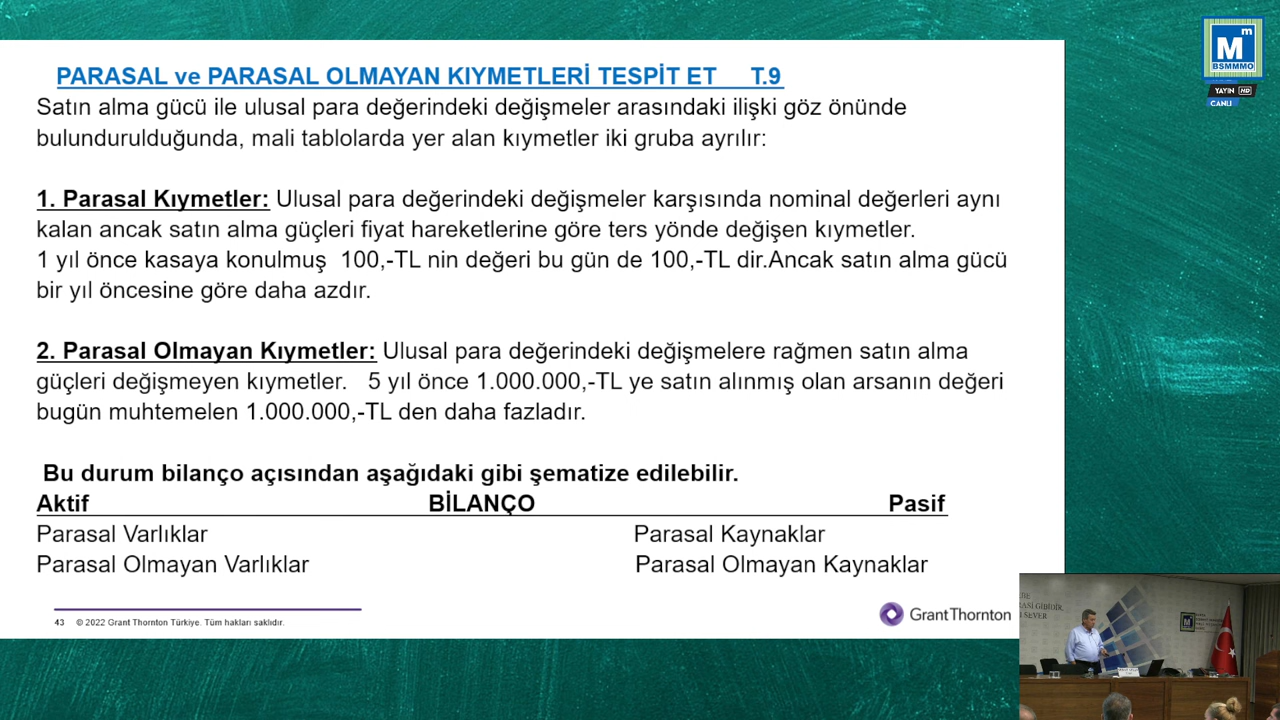 PARASAL ve PARASAL OLMAYAN KIYMETLERİ TESPİT ET T.9
Satın alma gücü ile ulusal para değerindeki değişmeler arasındaki ilişki göz önünde
bulundurulduğunda, mali tablolarda yer alan kıymetler iki gruba ayrılır:
1. Parasal Kıymetler: Ulusal para değerindeki değişmeler karşısında nominal değerleri aynı
kalan ancak satın alma güçleri fiyat hareketlerine göre ters yönde değişen kıymetler.
1 yıl önce kasaya konulmuş 100,-TL nin değeri bu gün de 100,-TL dir.Ancak satın alma gücü
bir yıl öncesine göre daha azdır.
2. Parasal Olmayan Kıymetler: Ulusal para değerindeki değişmelere rağmen satın alma
güçleri değişmeyen kıymetler. 5 yıl önce 1.000.000,-TL ye satın alınmış olan arsanın değeri
bugün muhtemelen 1.000.000,-TL den daha fazladır.
Bu durum bilanço açısından aşağıdaki gibi şematize edilebilir.
Aktif BİLANÇO Pasif
Parasal Varlıklar Parasal Kaynaklar
Parasal Olmayan Varlıklar Parasal Olmayan Kaynaklar
43 © 2022 Grant Thornton Türkiye. Tüm hakları saklıdır.
GrantThornton
Mm
BSMMMO
YAYIN HD
CANLI
SEVER